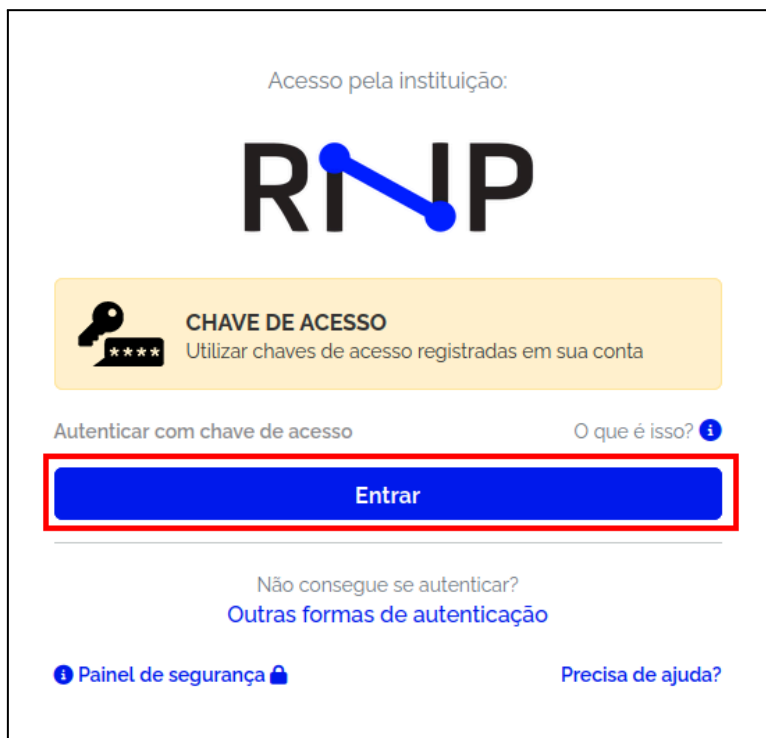 Acesso pela instituição:
RNP
CHAVE DE ACESSO
****
Utilizar chaves de acesso registradas em sua conta
Autenticar com chave de acesso
O que é isso?
Entrar
Não consegue se autenticar?
Outras formas de autenticação
Painel de segurança
Precisa de ajuda?